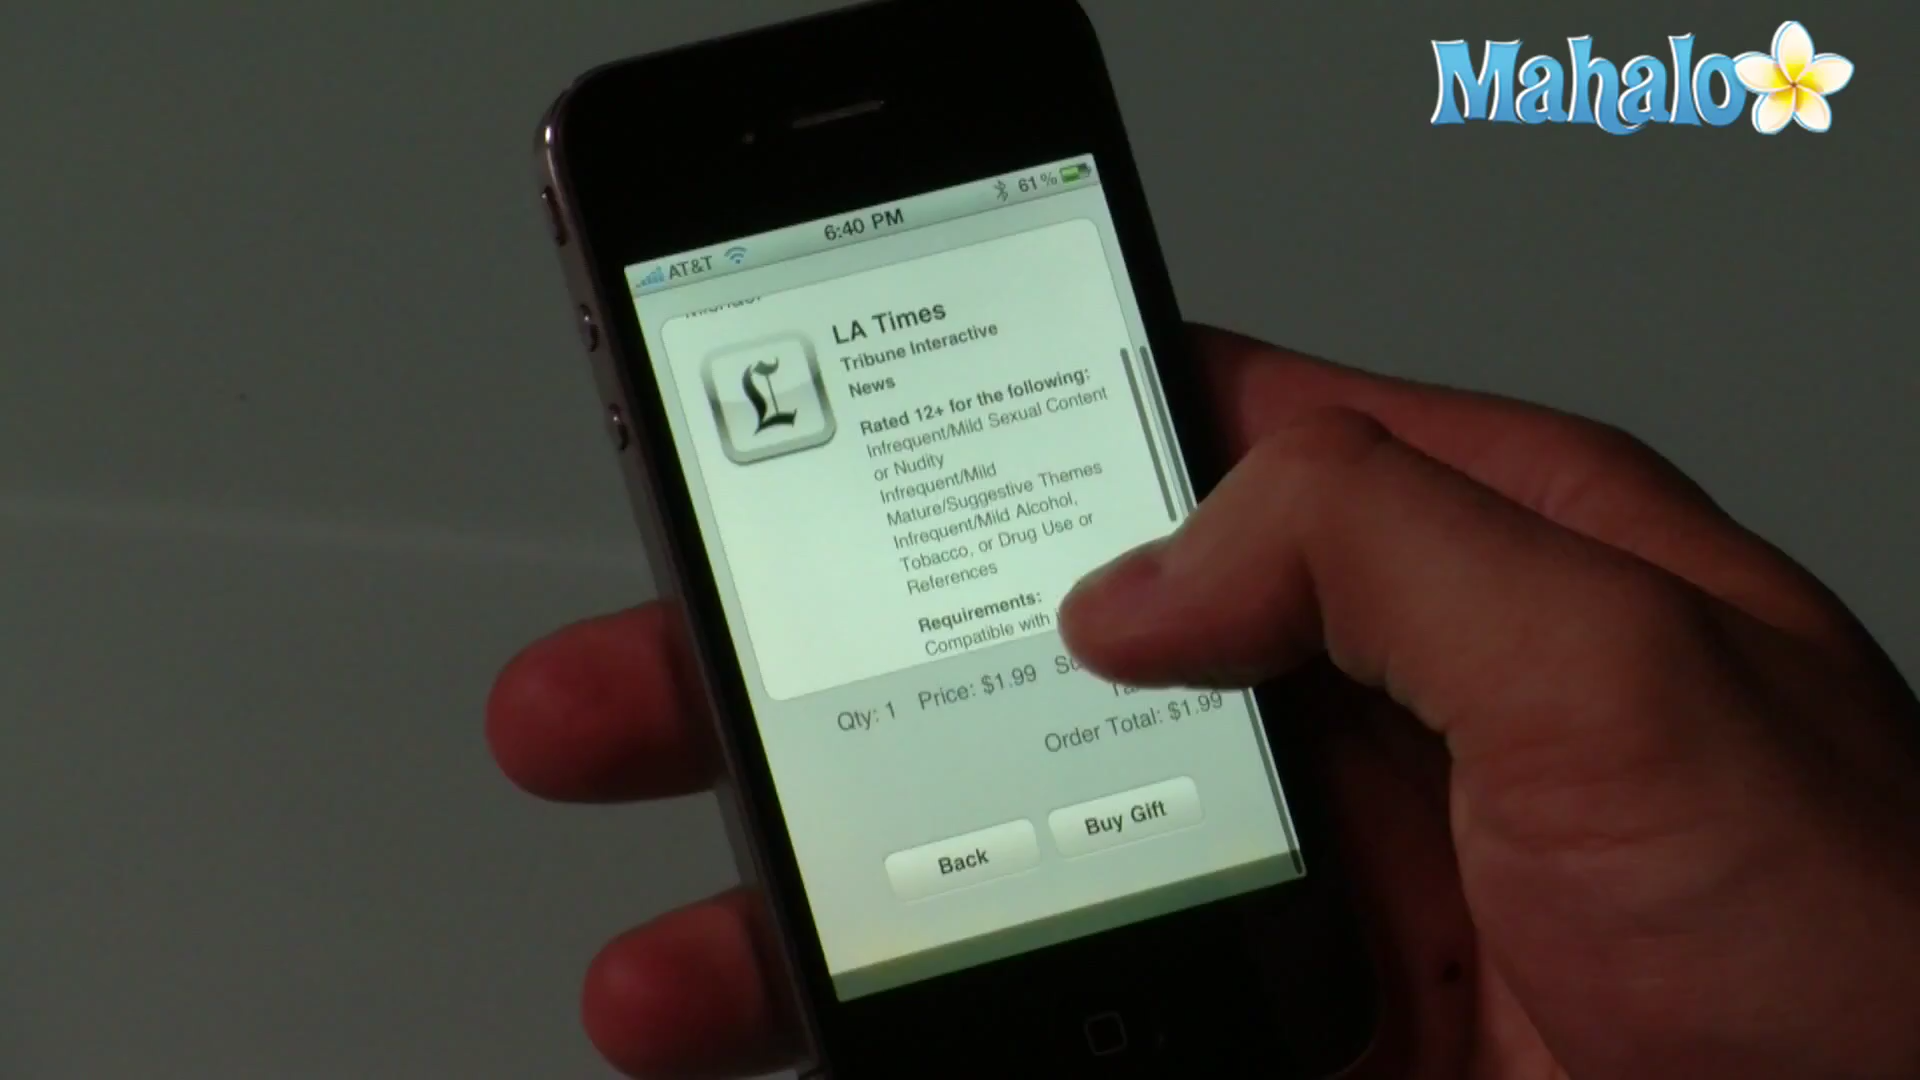 Mahalo
61%
6:40 PM
AT&T
LA Times
Tribune Interactive
News
Rated 12+ for the following:
Infrequent/Mild Sexual Content
or Nudity
Infrequent/Mild
Mature/Suggestive Themes
Infrequent/Mild Alcohol,
Tobacco, or Drug Use or
References
Requirements:
Compatible with
Qty: 1 Price: $1.99
Order Total: $1.99
Back Buy Gift